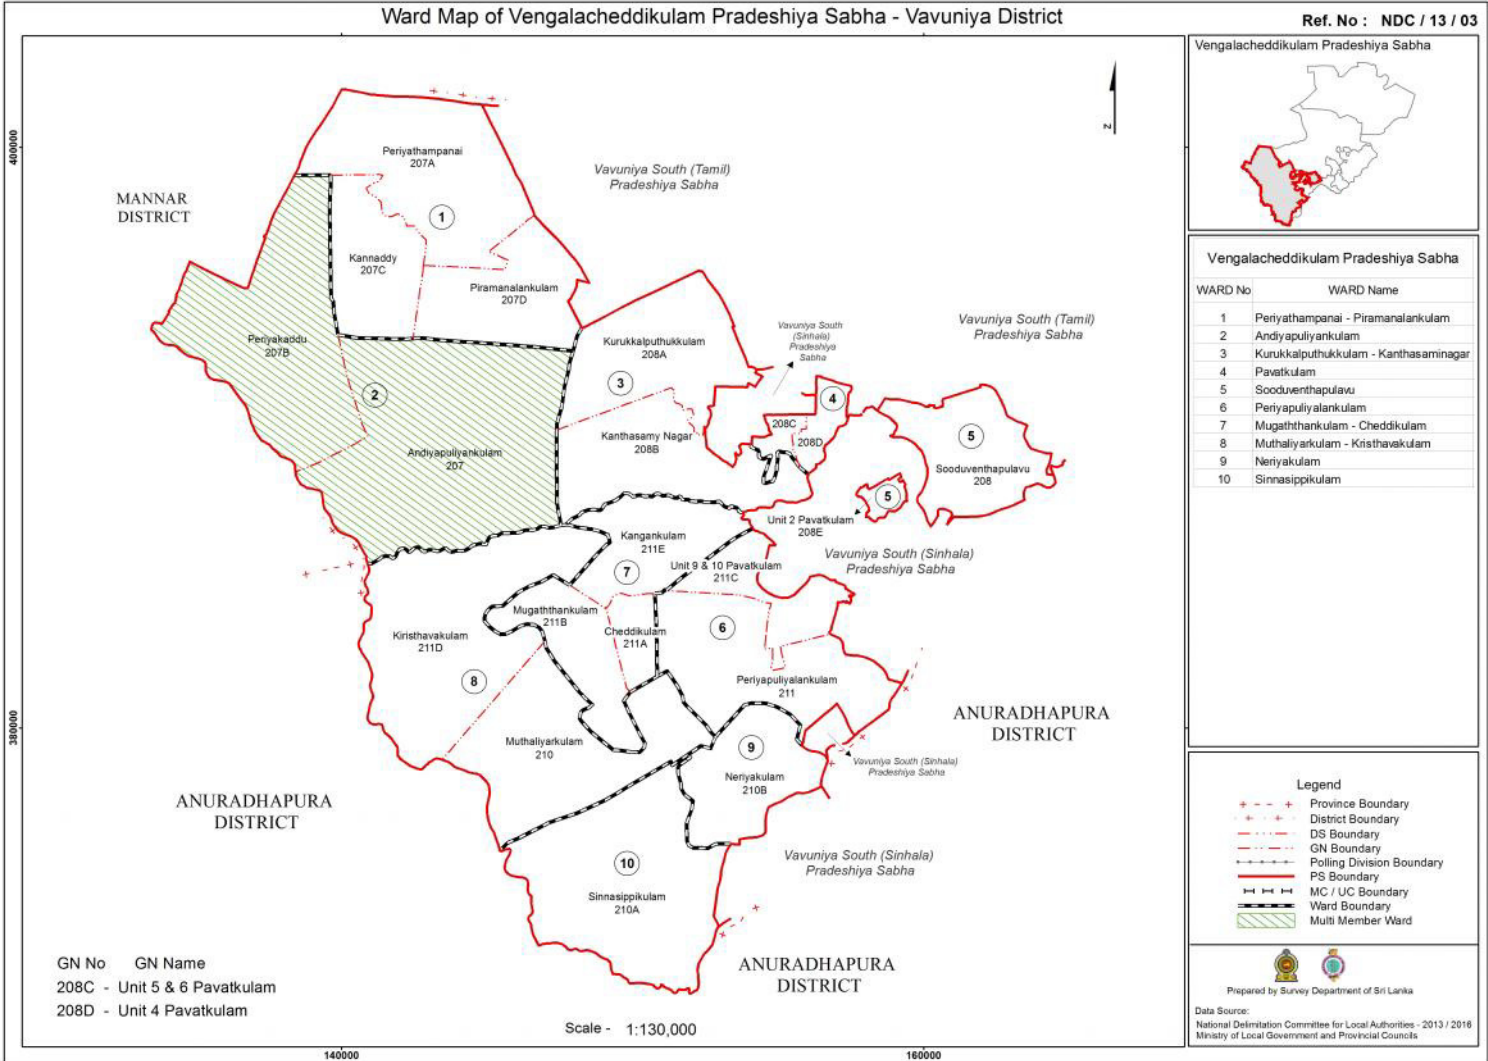 Ward Map of Vengalacheddikulam Pradeshiya Sabha - Vavuniya District
Ref. No : NDC / 13 / 03
Vengalacheddikulam Pradeshiya Sabha
400000
380000
140000
160000
N
MANNAR
DISTRICT
Periyathampanai
207A
1
Kannaddy
207C
Piramanalankulam
207D
Vavuniya South (Tamil)
Pradeshiya Sabha
Periyakaddu
207B
2
Andiyapuliyankulam
207
Kurukkalputhukkulam
208A
3
Kanthasamy Nagar
208B
Vavuniya South
(Sinhala)
Pradeshiya
Sabha
Vavuniya South (Tamil)
Pradeshiya Sabha
4
208C
208D
5
Sooduventhapulavu
208
5
Unit 2 Pavatkulam
208E
Vavuniya South (Sinhala)
Pradeshiya Sabha
Kangankulam
211E
Unit 9 & 10 Pavatkulam
211C
7
Mugaththankulam
211B
Cheddikulam
211A
6
Kiristhavakulam
211D
8
Periyapuliyalankulam
211
Muthaliyarkulam
210
9
Neriyakulam
210B
Vavuniya South (Sinhala)
Pradeshiya Sabha
ANURADHAPURA
DISTRICT
ANURADHAPURA
DISTRICT
Vavuniya South (Sinhala)
Pradeshiya Sabha
10
Sinnasippikulam
210A
ANURADHAPURA
DISTRICT
GN No GN Name
208C - Unit 5 & 6 Pavatkulam
208D - Unit 4 Pavatkulam
Scale - 1:130,000
Vengalacheddikulam Pradeshiya Sabha
WARD No WARD Name
1 Periyathampanai - Piramanalankulam
2 Andiyapuliyankulam
3 Kurukkalputhukkulam - Kanthasaminagar
4 Pavatkulam
5 Sooduventhapulavu
6 Periyapuliyalankulam
7 Mugaththankulam - Cheddikulam
8 Muthaliyarkulam - Kristhavakulam
9 Neriyakulam
10 Sinnasippikulam
Legend
Province Boundary
District Boundary
DS Boundary
GN Boundary
Polling Division Boundary
PS Boundary
MC / UC Boundary
Ward Boundary
Multi Member Ward
Prepared by Survey Department of Sri Lanka
Data Source:
National Delimitation Committee for Local Authorities - 2013 / 2016
Ministry of Local Government and Provincial Councils